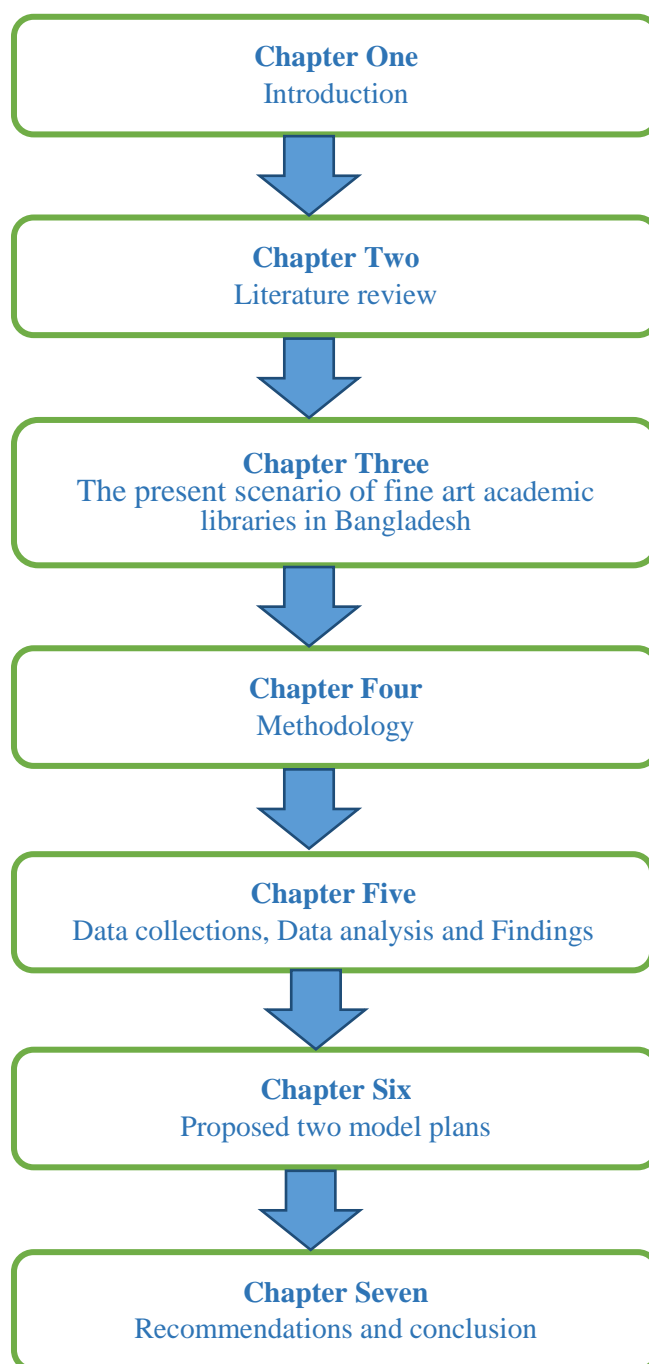 Chapter One
Introduction
Chapter Two
Literature review
Chapter Three
The present scenario of fine art academic
libraries in Bangladesh
Chapter Four
Methodology
Chapter Five
Data collections, Data analysis and Findings
Chapter Six
Proposed two model plans
Chapter Seven
Recommendations and conclusion